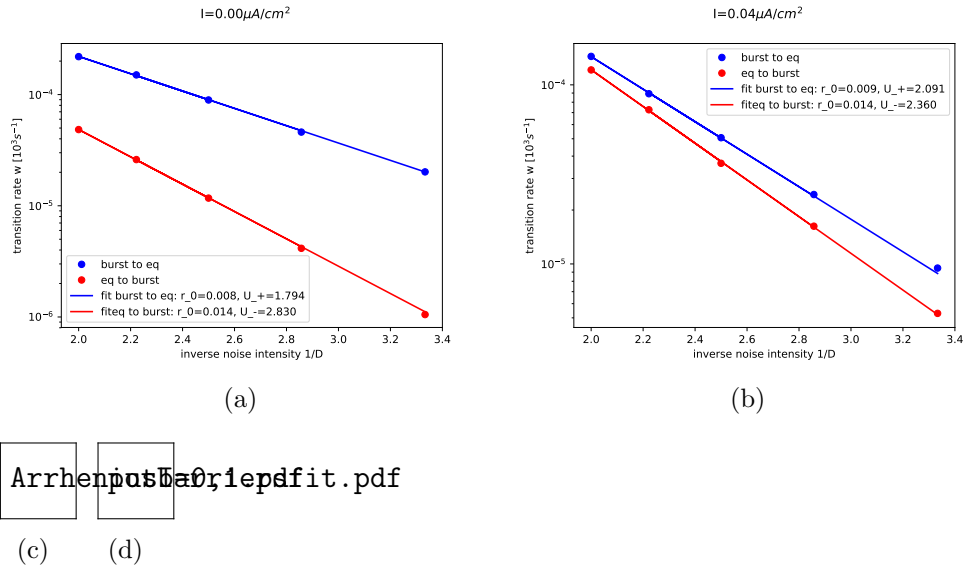 I=0.00μA/cm²
transition rate w [10³s⁻¹]
10⁻⁴
10⁻⁵
10⁻⁶
burst to eq
eq to burst
fit burst to eq: r_0=0.008, U_+=1.794
fiteq to burst: r_0=0.014, U_-=2.830
2.0 2.2 2.4 2.6 2.8 3.0 3.2 3.4
inverse noise intensity 1/D
(a)
I=0.04μA/cm²
transition rate w [10³s⁻¹]
10⁻⁴
10⁻⁵
burst to eq
eq to burst
fit burst to eq: r_0=0.009, U_+=2.091
fiteq to burst: r_0=0.014, U_-=2.360
2.0 2.2 2.4 2.6 2.8 3.0 3.2 3.4
inverse noise intensity 1/D
(b)
(c)
(d)